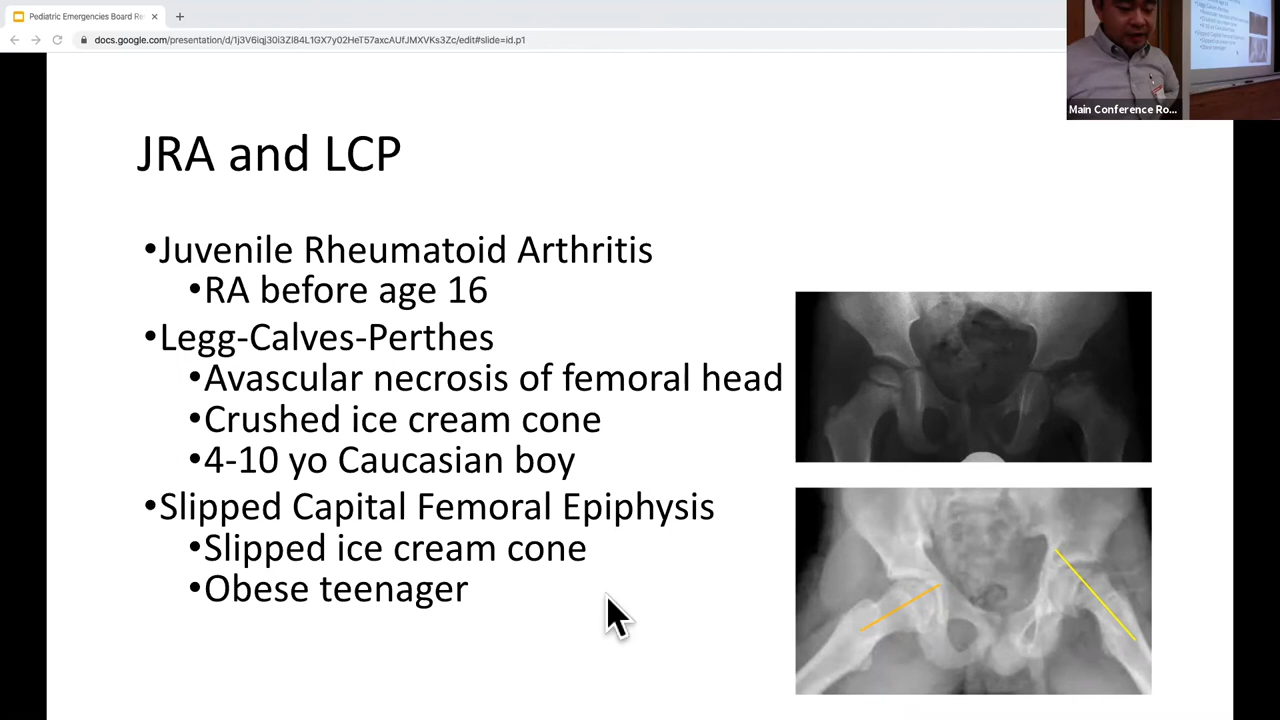 Pediatric Emergencies Board Re
docs.google.com/presentation/d/1j3V6iqj30i3ZI84L1GX7y02HeT57axcAUfJMXVKs3Zc/edit#slide=id.p1
Main Conference Ro...
JRA and LCP
•Juvenile Rheumatoid Arthritis
•RA before age 16
•Legg-Calves-Perthes
•Avascular necrosis of femoral head
•Crushed ice cream cone
•4-10 yo Caucasian boy
•Slipped Capital Femoral Epiphysis
•Slipped ice cream cone
•Obese teenager